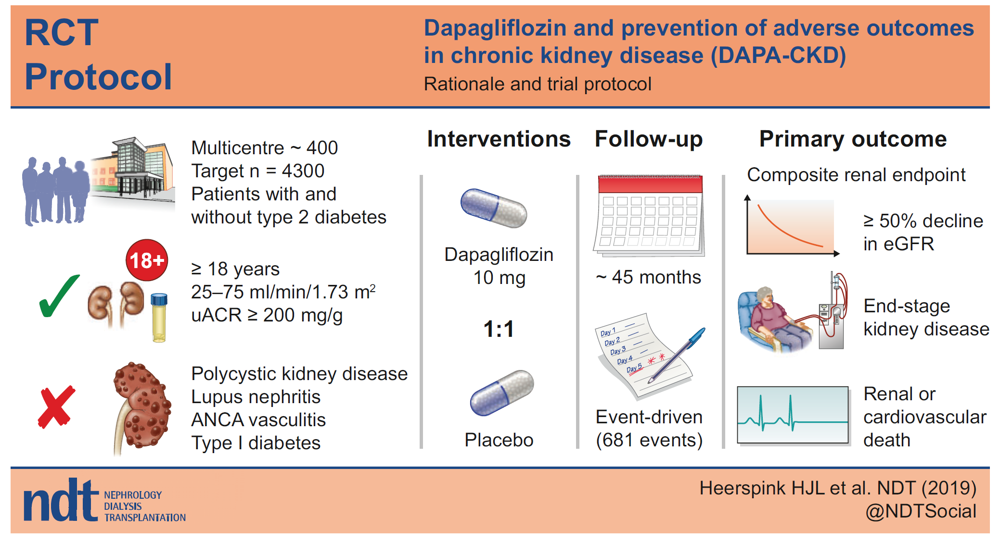 RCT
Protocol
Dapagliflozin and prevention of adverse outcomes
in chronic kidney disease (DAPA-CKD)
Rationale and trial protocol
Multicentre ~ 400
Target n = 4300
Patients with and
without type 2 diabetes
18+
≥ 18 years
25–75 ml/min/1.73 m²
uACR ≥ 200 mg/g
Polycystic kidney disease
Lupus nephritis
ANCA vasculitis
Type I diabetes
Interventions
Dapagliflozin
10 mg
1:1
Placebo
Follow-up
~ 45 months
Day 1
Day 2
Day 3
Day 4
Day 5
Event-driven
(681 events)
Primary outcome
Composite renal endpoint
≥ 50% decline
in eGFR
End-stage
kidney disease
Renal or
cardiovascular
death
ndt
NEPHROLOGY
DIALYSIS
TRANSPLANTATION
Heerspink HJL et al. NDT (2019)
@NDTSocial